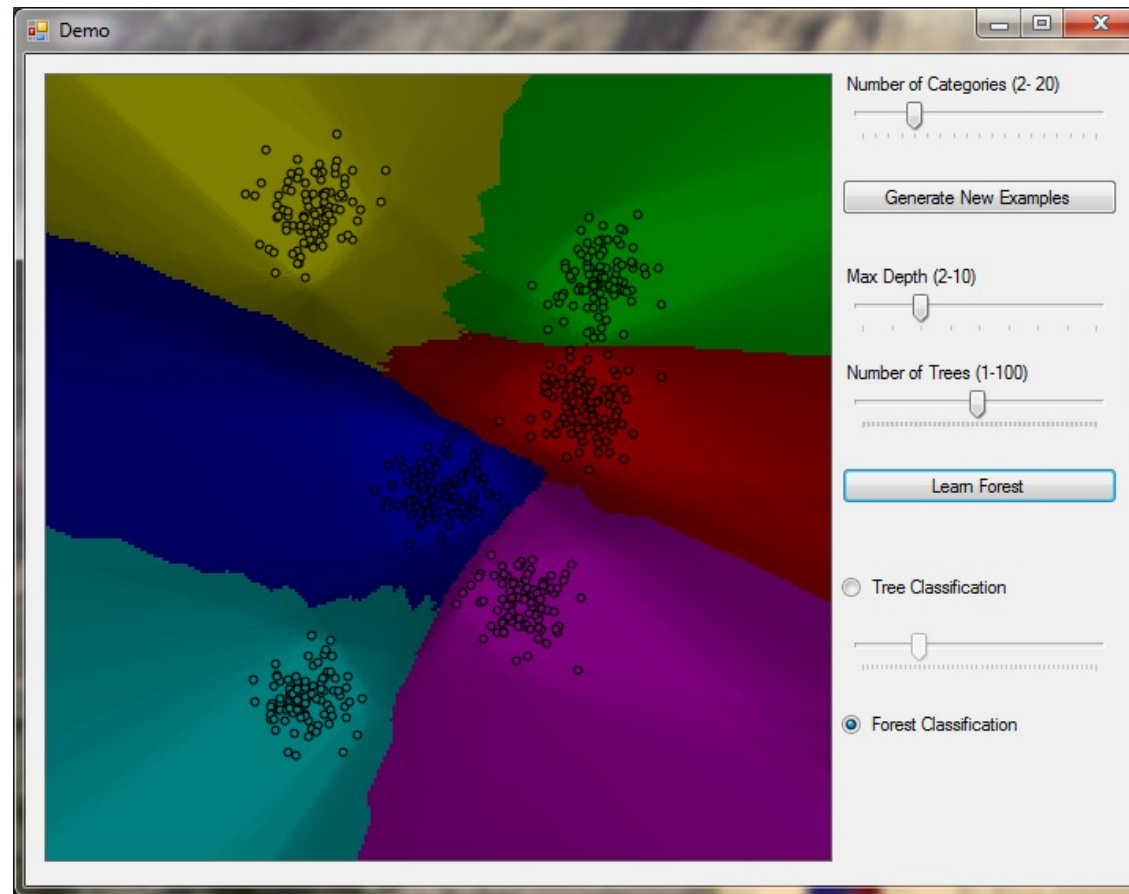 Demo
Number of Categories (2- 20)
Generate New Examples
Max Depth (2-10)
Number of Trees (1-100)
Learn Forest
Tree Classification
Forest Classification